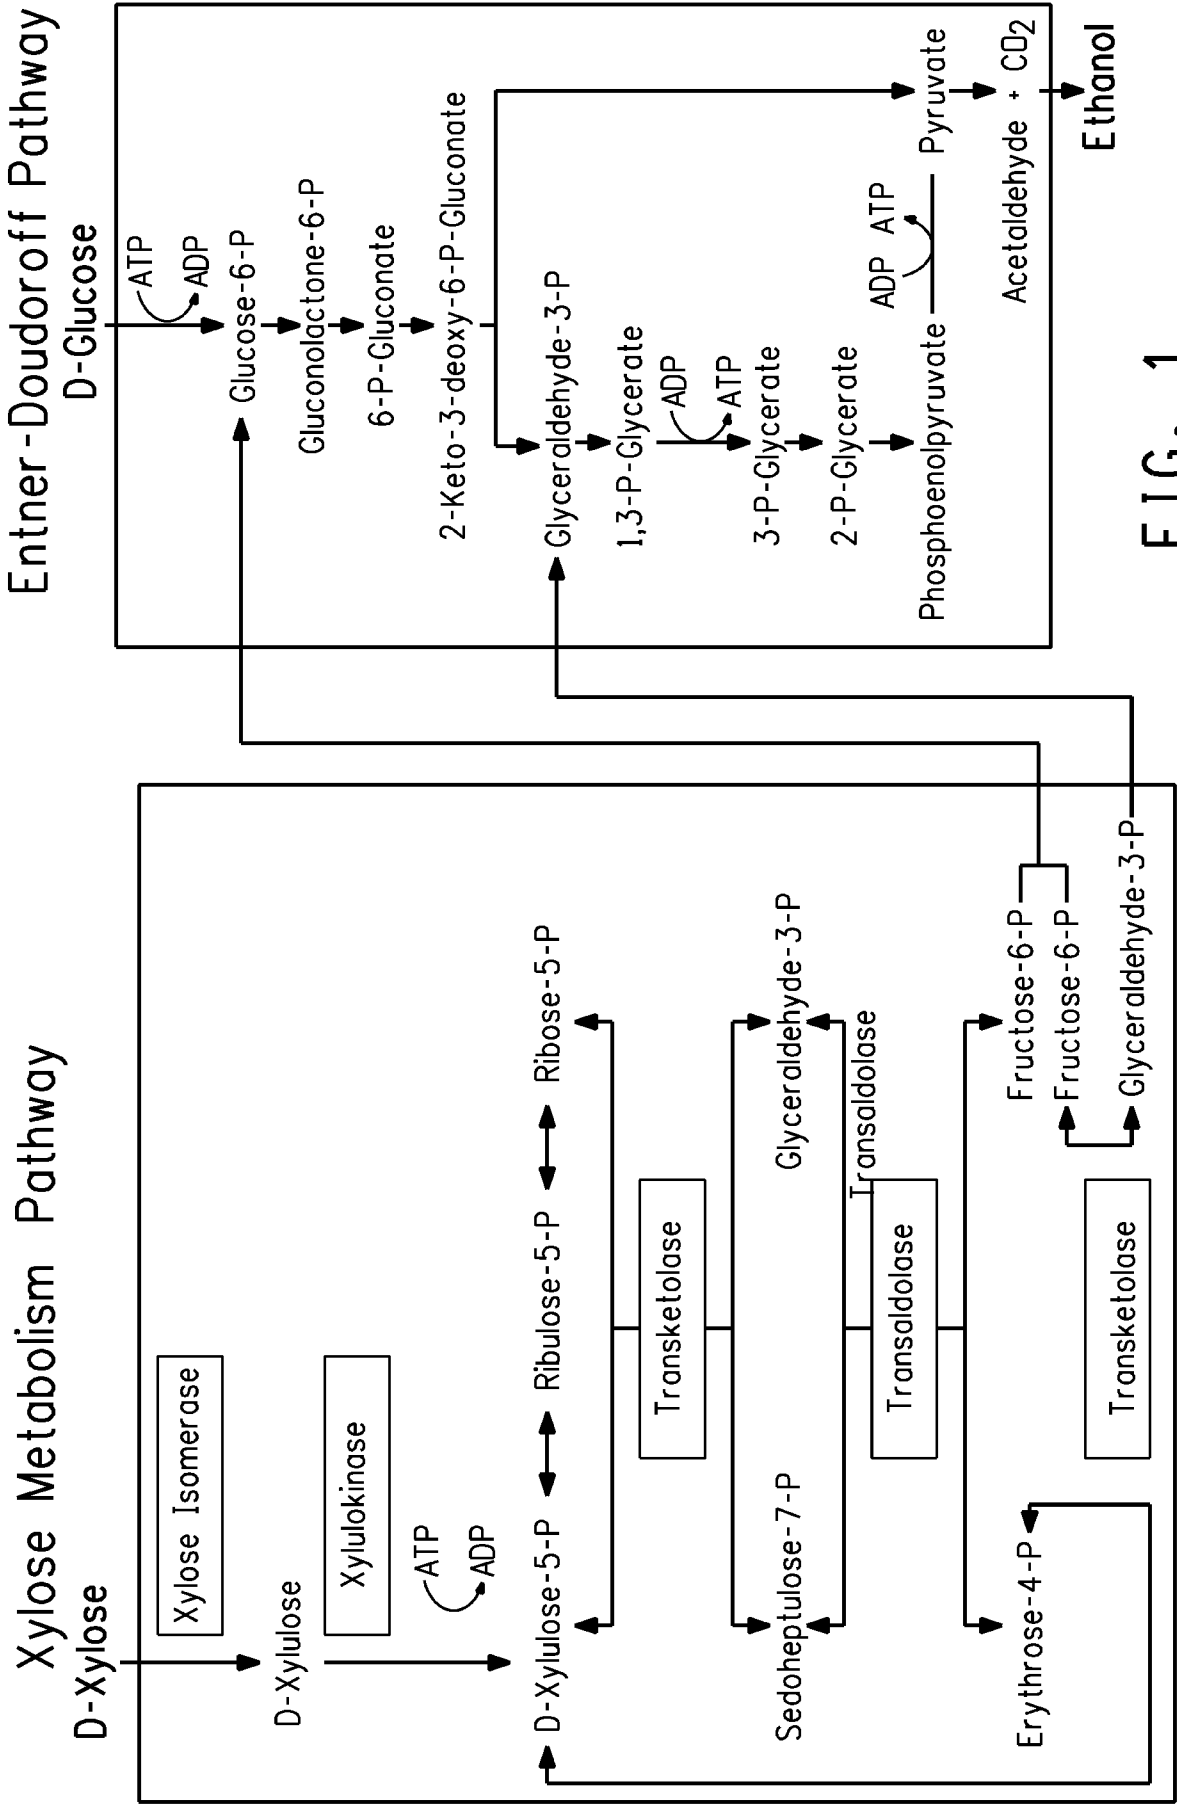 Xylose Metabolism Pathway
D-Xylose
Xylose Isomerase
D-Xylulose
Xylulokinase
ATP
ADP
D-Xylulose-5-P
Ribulose-5-P
Ribose-5-P
Transketolase
Sedoheptulose-7-P
Glyceraldehyde-3-P
Transaldolase
Transaldolase
Erythrose-4-P
Fructose-6-P
Fructose-6-P
Transketolase
Glyceraldehyde-3-P
Entner-Doudoroff Pathway
D-Glucose
ATP
ADP
Glucose-6-P
Gluconolactone-6-P
6-P-Gluconate
2-Keto-3-deoxy-6-P-Gluconate
Glyceraldehyde-3-P
1,3-P-Glycerate
ADP
ATP
3-P-Glycerate
2-P-Glycerate
ADP ATP
Phosphoenolpyruvate
Pyruvate
Acetaldehyde + CO2
Ethanol
FIG. 1